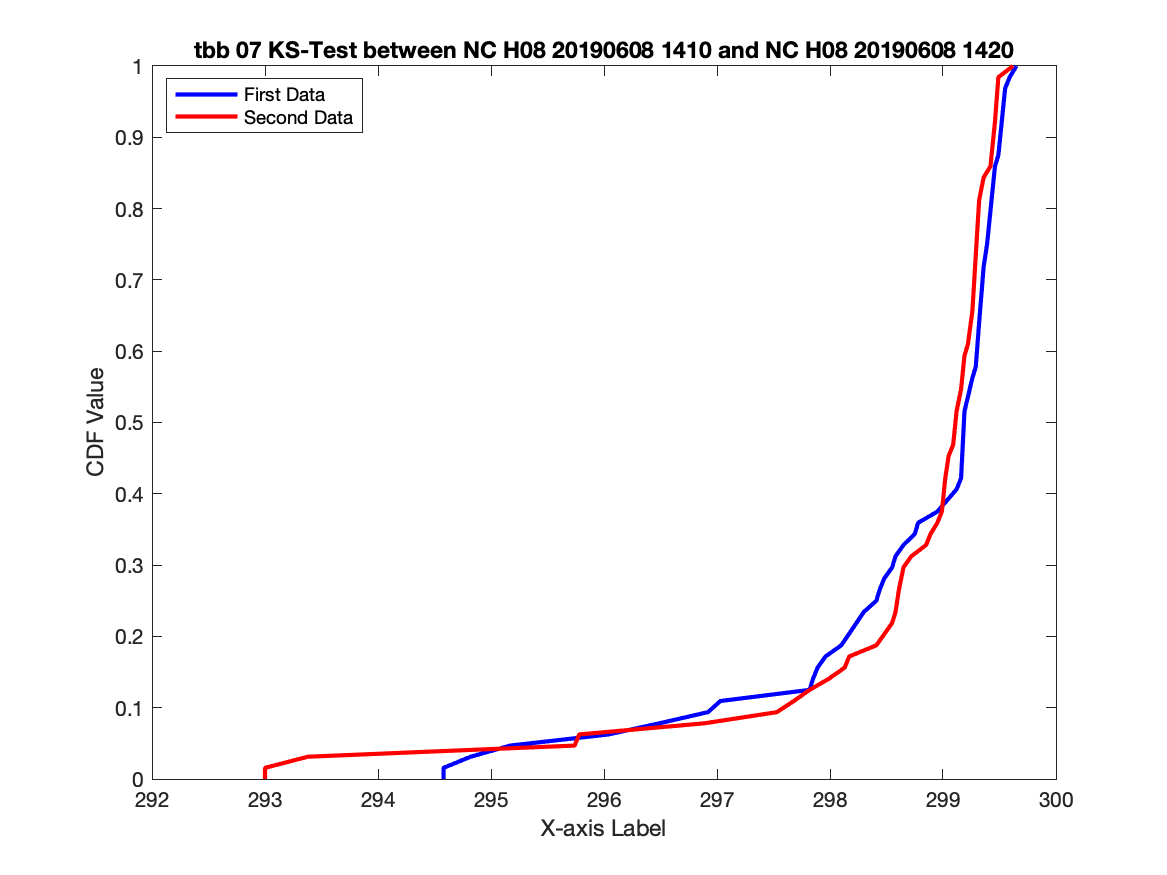 tbb 07 KS-Test between NC H08 20190608 1410 and NC H08 20190608 1420
First Data
Second Data
1
0.9
0.8
0.7
0.6
0.5
0.4
0.3
0.2
0.1
0
CDF Value
292 293 294 295 296 297 298 299 300
X-axis Label